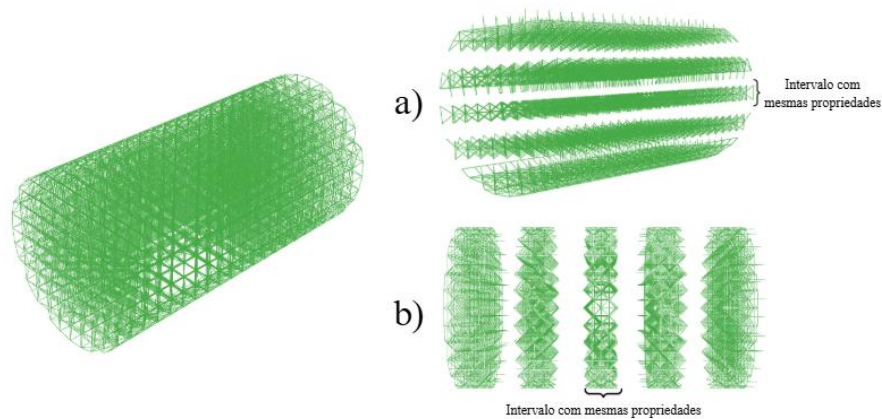 a)
Intervalo com
mesmas propriedades
b)
Intervalo com mesmas propriedades